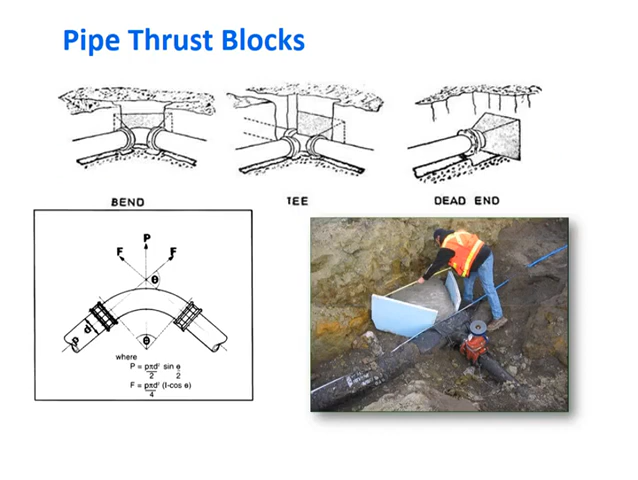 Pipe Thrust Blocks
BEND
TEE
DEAD END
P
F
F
θ
d
P
θ
where
P = pπd² sin θ
2 2
F = pπd² (I-cos θ)
4